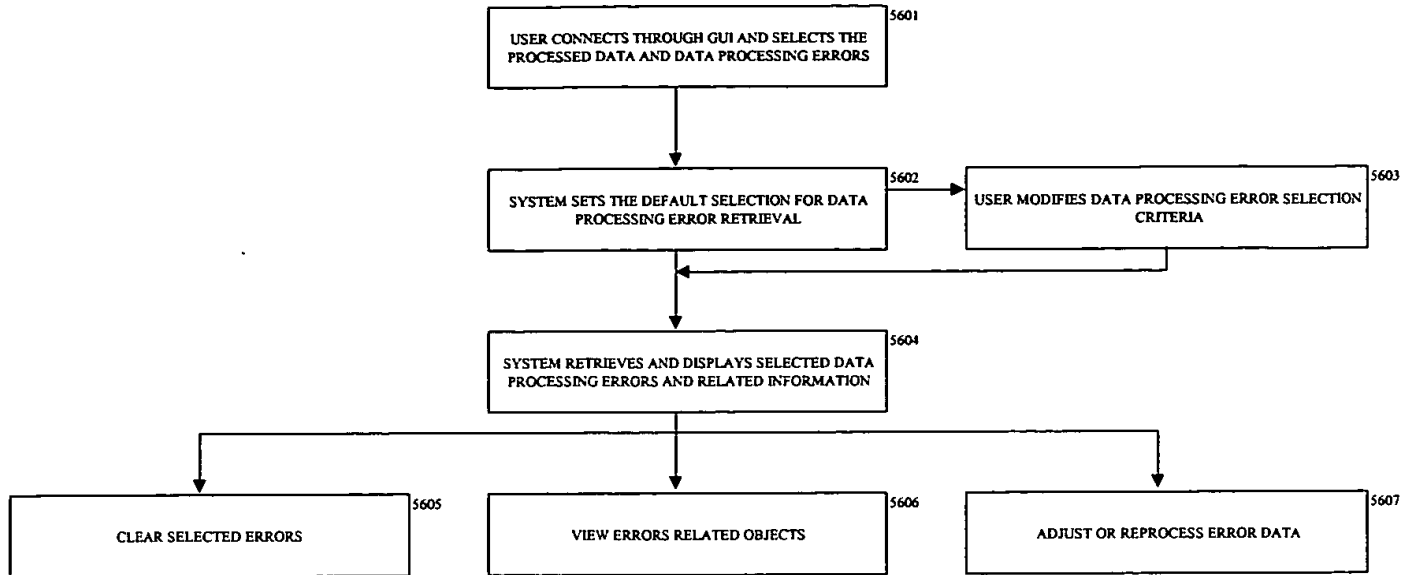 5601
USER CONNECTS THROUGH GUI AND SELECTS THE
PROCESSED DATA AND DATA PROCESSING ERRORS
5602
SYSTEM SETS THE DEFAULT SELECTION FOR DATA
PROCESSING ERROR RETRIEVAL
5603
USER MODIFIES DATA PROCESSING ERROR SELECTION
CRITERIA
5604
SYSTEM RETRIEVES AND DISPLAYS SELECTED DATA
PROCESSING ERRORS AND RELATED INFORMATION
5605
CLEAR SELECTED ERRORS
5606
VIEW ERRORS RELATED OBJECTS
5607
ADJUST OR REPROCESS ERROR DATA